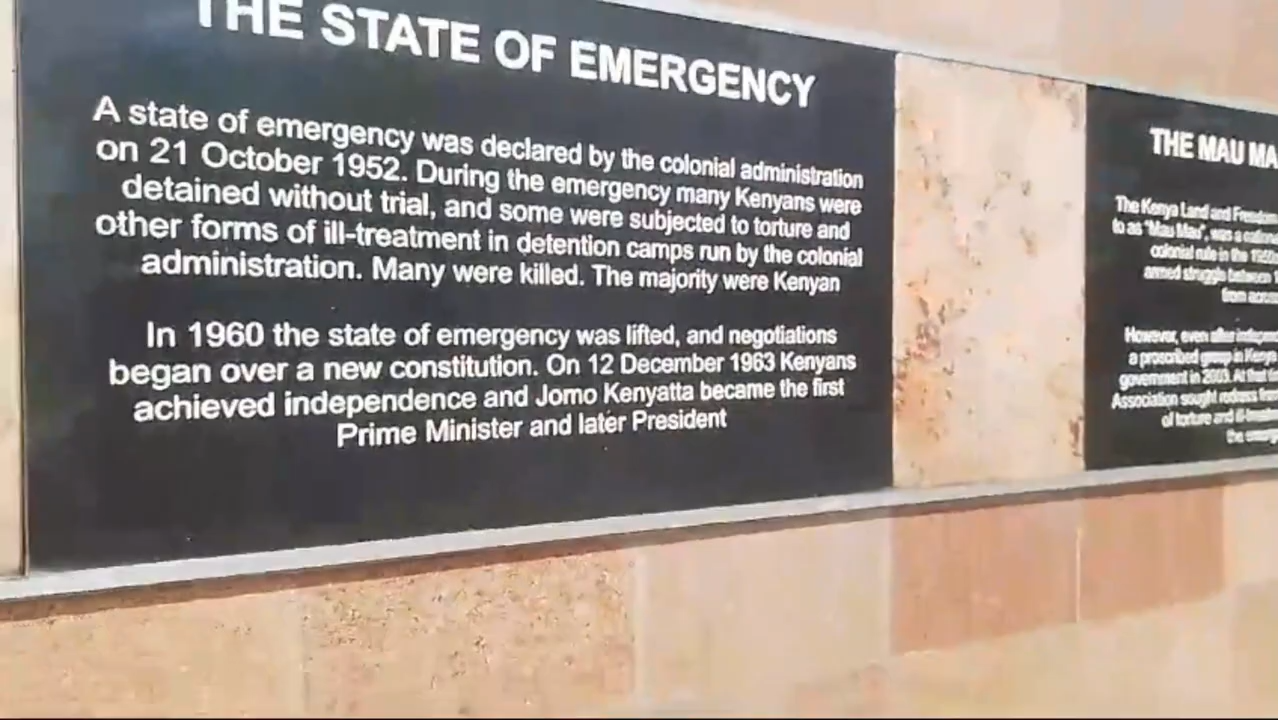 THE STATE OF EMERGENCY
A state of emergency was declared by the colonial administration
on 21 October 1952. During the emergency many Kenyans were
detained without trial, and some were subjected to torture and
other forms of ill-treatment in detention camps run by the colonial
administration. Many were killed. The majority were Kenyan
In 1960 the state of emergency was lifted, and negotiations
began over a new constitution. On 12 December 1963 Kenyans
achieved independence and Jomo Kenyatta became the first
Prime Minister and later President
THE MAU MA
The Kenya Land and Freedom
to as "Mau Mau", was a
colonial rule in the
armed struggle between
from
However, even after
a proscribed group in Kenya
government in 2003. At that
Association sought redress from
of torture and
the